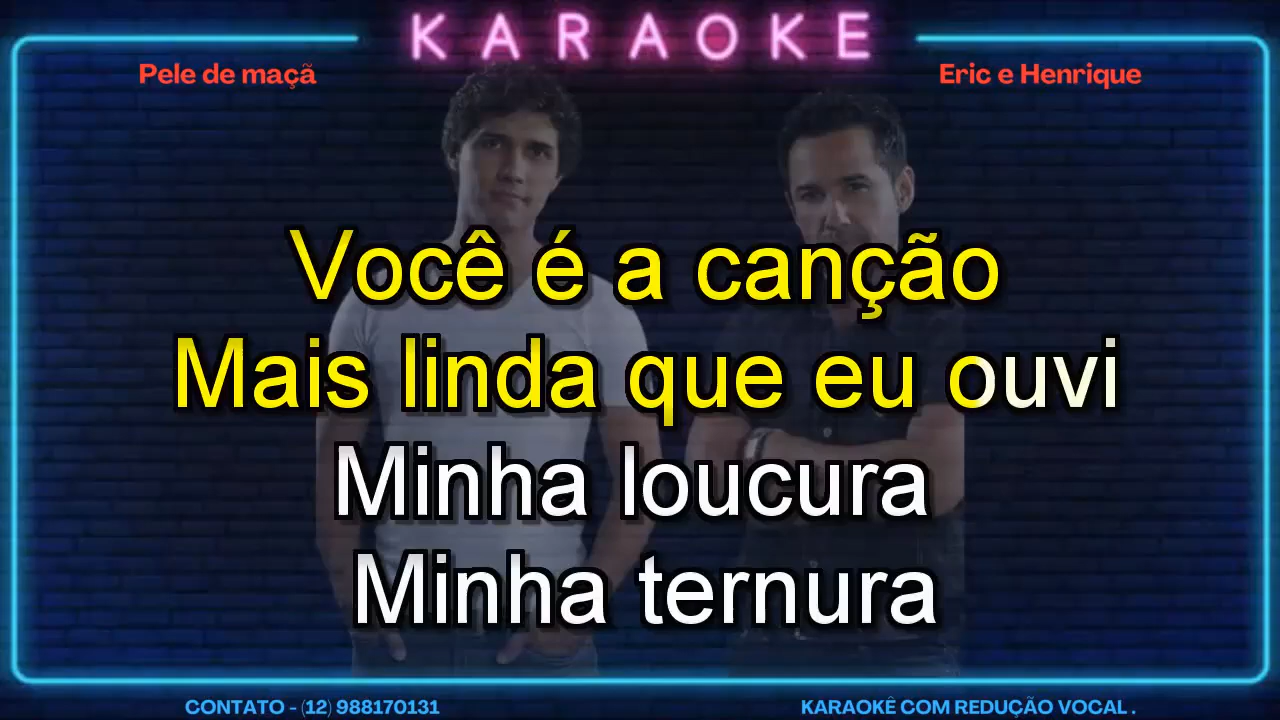 KARAOKE
Pele de maçã
Eric e Henrique
Você é a canção
Mais linda que eu ouvi
Minha loucura
Minha ternura
CONTATO - (12) 988170131
KARAOKÊ COM REDUÇÃO VOCAL .